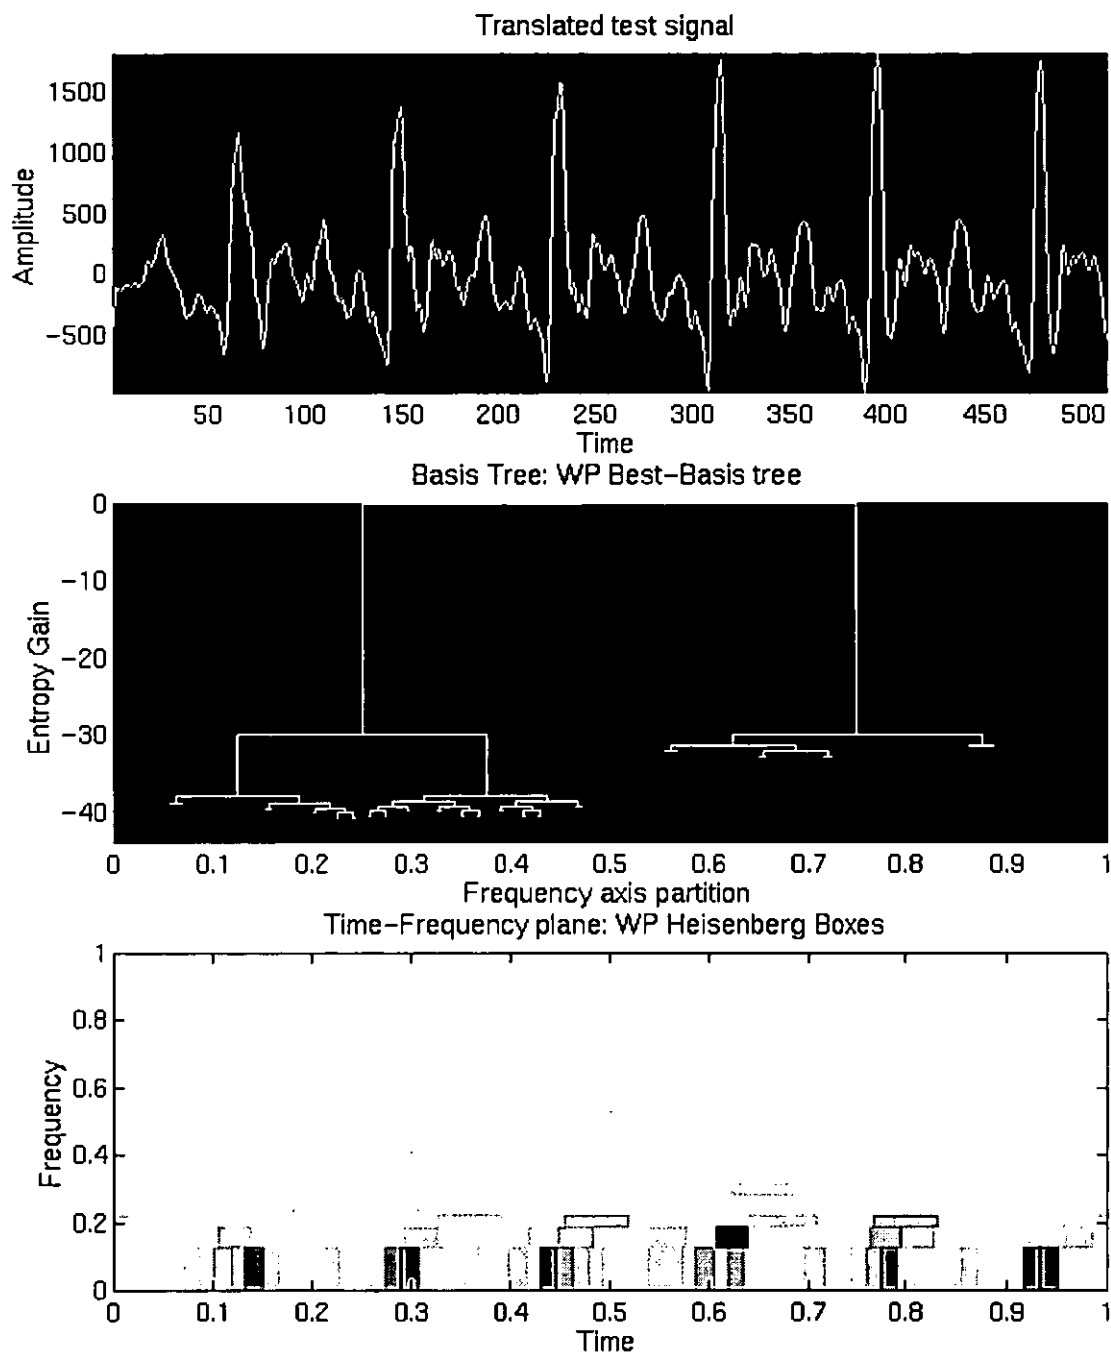 Translated test signal
1500
1000
500
0
−500
Amplitude
50 100 150 200 250 300 350 400 450 500
Time
Basis Tree: WP Best−Basis tree
0
−10
−20
−30
−40
Entropy Gain
0 0.1 0.2 0.3 0.4 0.5 0.6 0.7 0.8 0.9 1
Frequency axis partition
Time−Frequency plane: WP Heisenberg Boxes
1
0.8
0.6
0.4
0.2
0
Frequency
0 0.1 0.2 0.3 0.4 0.5 0.6 0.7 0.8 0.9 1
Time